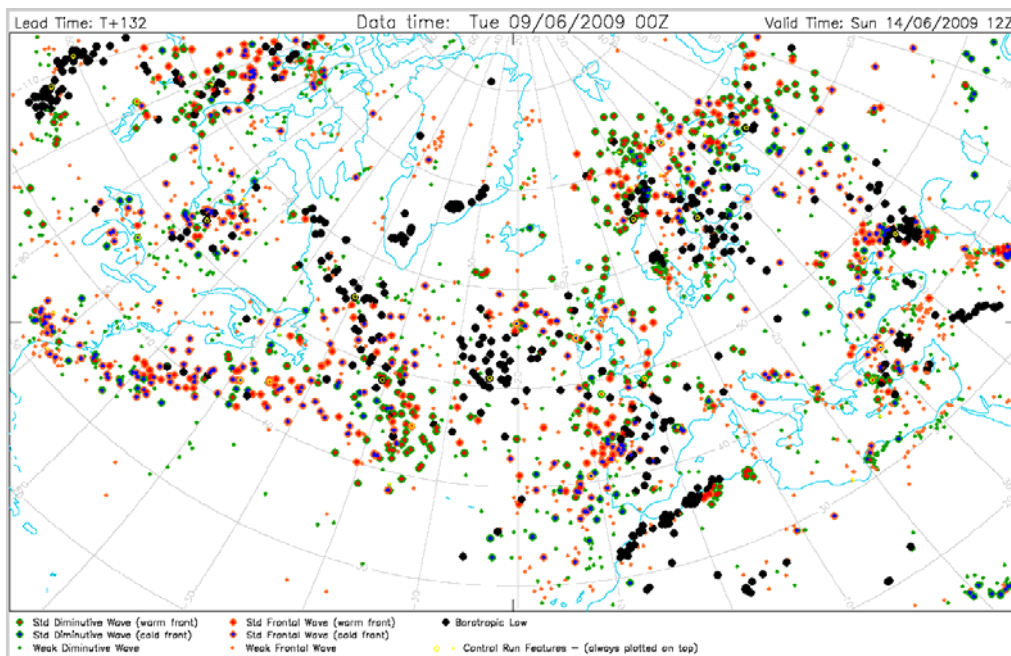 Lead Time: T+132 Data time: Tue 09/06/2009 00Z Valid Time: Sun 14/06/2009 12Z
Std Diminutive Wave (warm front) Std Frontal Wave (warm front) Barotropic Low
Std Diminutive Wave (cold front) Std Frontal Wave (cold front)
Weak Diminutive Wave Weak Frontal Wave Control Run Features – (always plotted on top)